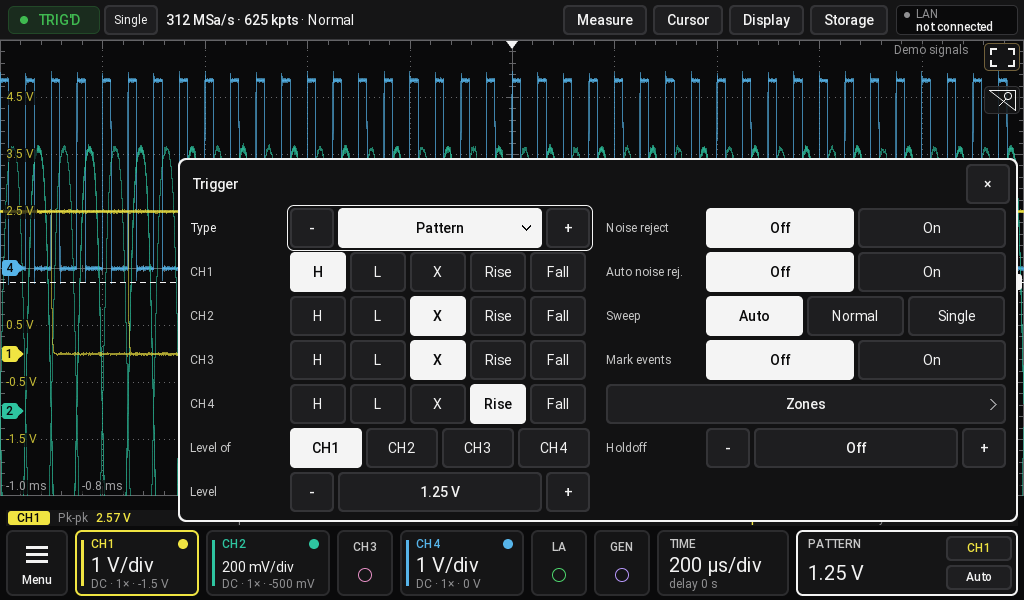 TRIG'D Single 312 MSa/s · 625 kpts · Normal Measure Cursor Display Storage LAN
not connected
Demo signals
4.5 V
3.5 V
Trigger ×
2.5 V Type - Pattern + Noise reject Off On
4 CH1 H L X Rise Fall Auto noise rej. Off On
0.5 V CH2 H L X Rise Fall Sweep Auto Normal Single
1 CH3 H L X Rise Fall Mark events Off On
-0.5 V
2 CH4 H L X Rise Fall Zones
-1.5 V Level of CH1 CH2 CH3 CH4 Holdoff - Off +
-1.0 ms -0.8 ms Level - 1.25 V +
CH1 Pk-pk 2.57 V
Menu
CH1
1 V/div
DC · 1× · -1.5 V
CH2
200 mV/div
DC · 1× · -500 mV
CH3
CH4
1 V/div
DC · 1× · 0 V
LA
GEN
TIME
200 µs/div
delay 0 s
PATTERN
1.25 V
CH1
Auto